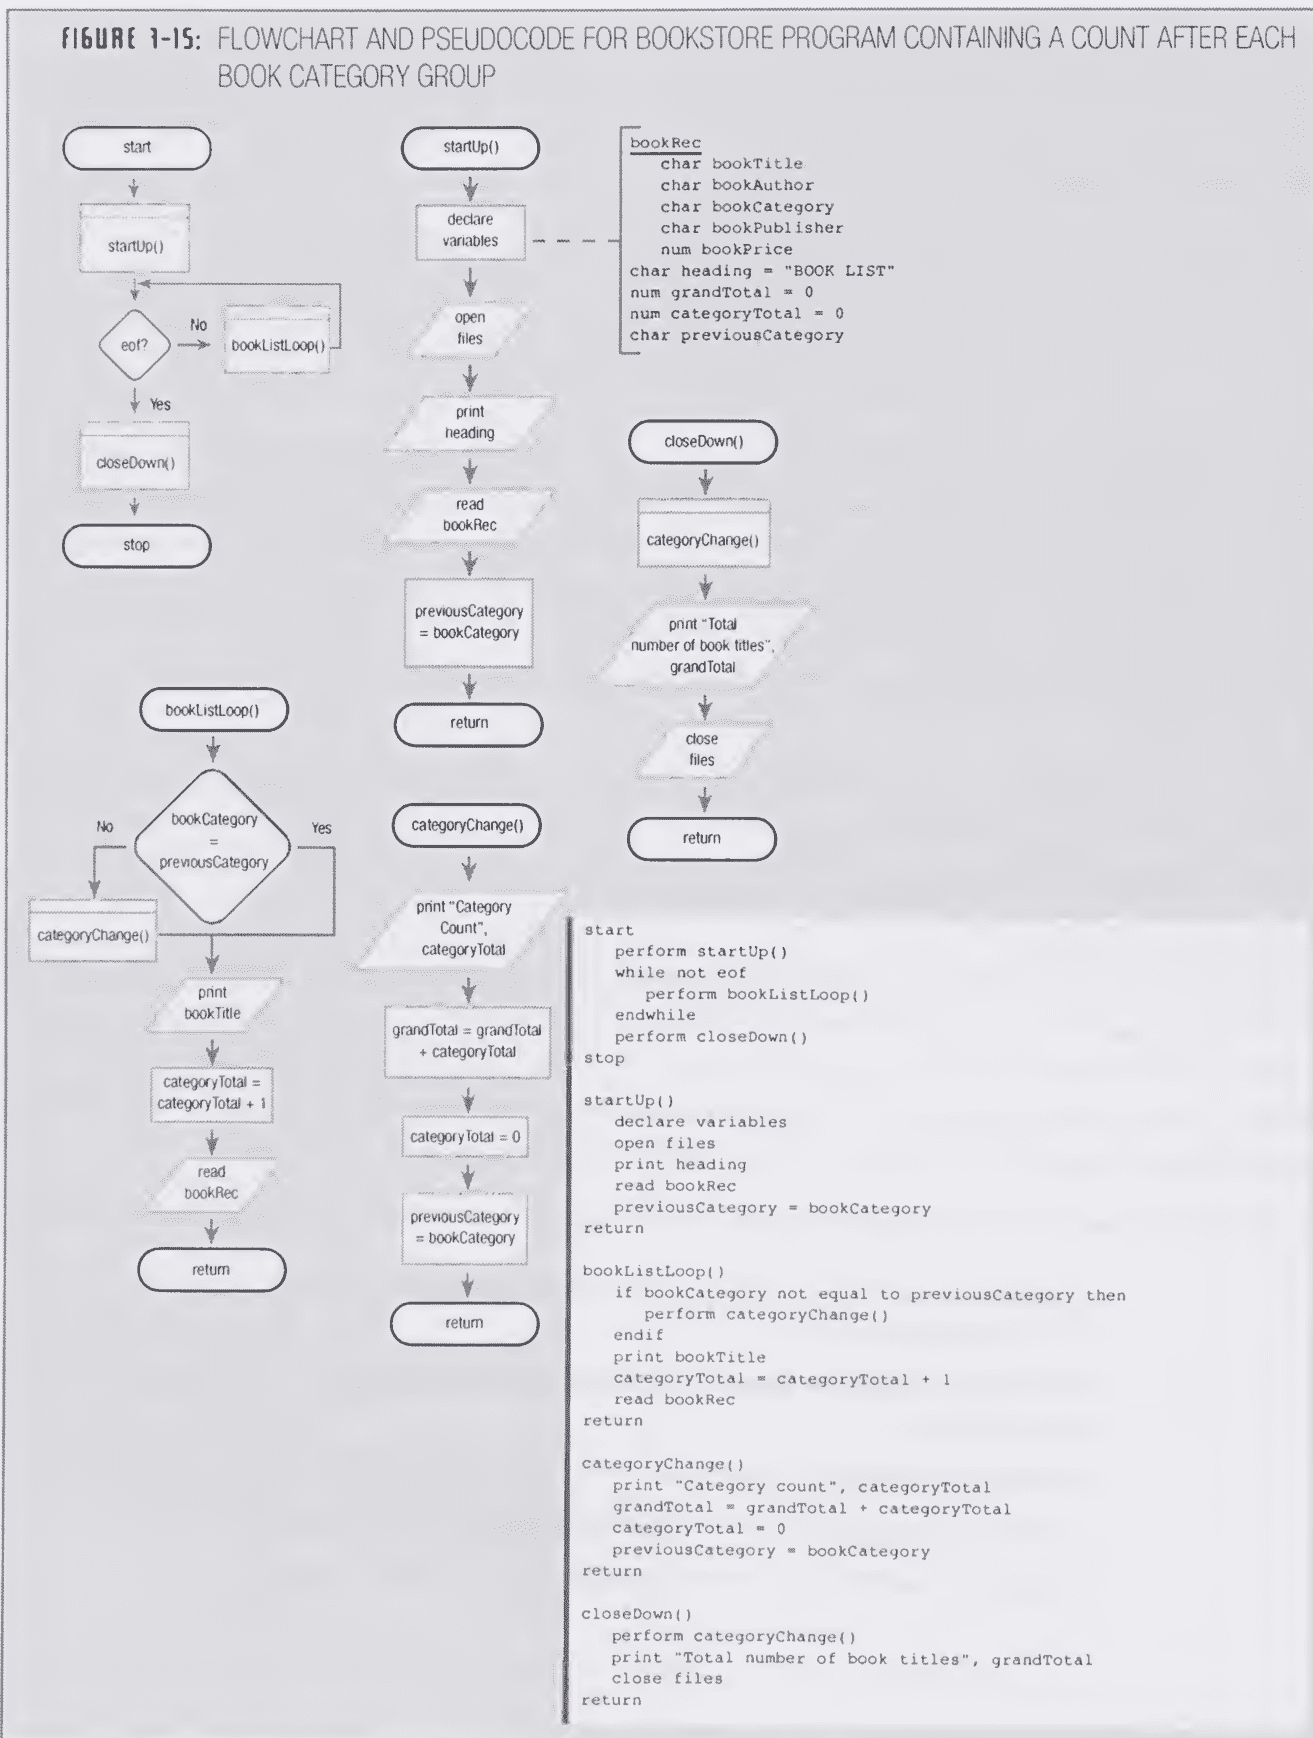 FIGURE 7-15: FLOWCHART AND PSEUDOCODE FOR BOOKSTORE PROGRAM CONTAINING A COUNT AFTER EACH
BOOK CATEGORY GROUP
start
startUp()
eof?
No
bookListLoop()
Yes
closeDown()
stop
startUp()
declare
variables
open
files
print
heading
read
bookRec
previousCategory
= bookCategory
return
bookRec
char bookTitle
char bookAuthor
char bookCategory
char bookPublisher
num bookPrice
char heading = "BOOK LIST"
num grandTotal = 0
num categoryTotal = 0
char previousCategory
closeDown()
categoryChange()
print "Total
number of book titles",
grandTotal
close
files
return
bookListLoop()
bookCategory
=
previousCategory
No
Yes
categoryChange()
print
bookTitle
categoryTotal =
categoryTotal + 1
read
bookRec
return
categoryChange()
print "Category
Count",
categoryTotal
grandTotal = grandTotal
+ categoryTotal
categoryTotal = 0
previousCategory
= bookCategory
return
start
perform startUp()
while not eof
perform bookListLoop()
endwhile
perform closeDown()
stop
startUp()
declare variables
open files
print heading
read bookRec
previousCategory = bookCategory
return
bookListLoop()
if bookCategory not equal to previousCategory then
perform categoryChange()
endif
print bookTitle
categoryTotal = categoryTotal + 1
read bookRec
return
categoryChange()
print "Category count", categoryTotal
grandTotal = grandTotal + categoryTotal
categoryTotal = 0
previousCategory = bookCategory
return
closeDown()
perform categoryChange()
print "Total number of book titles", grandTotal
close files
return